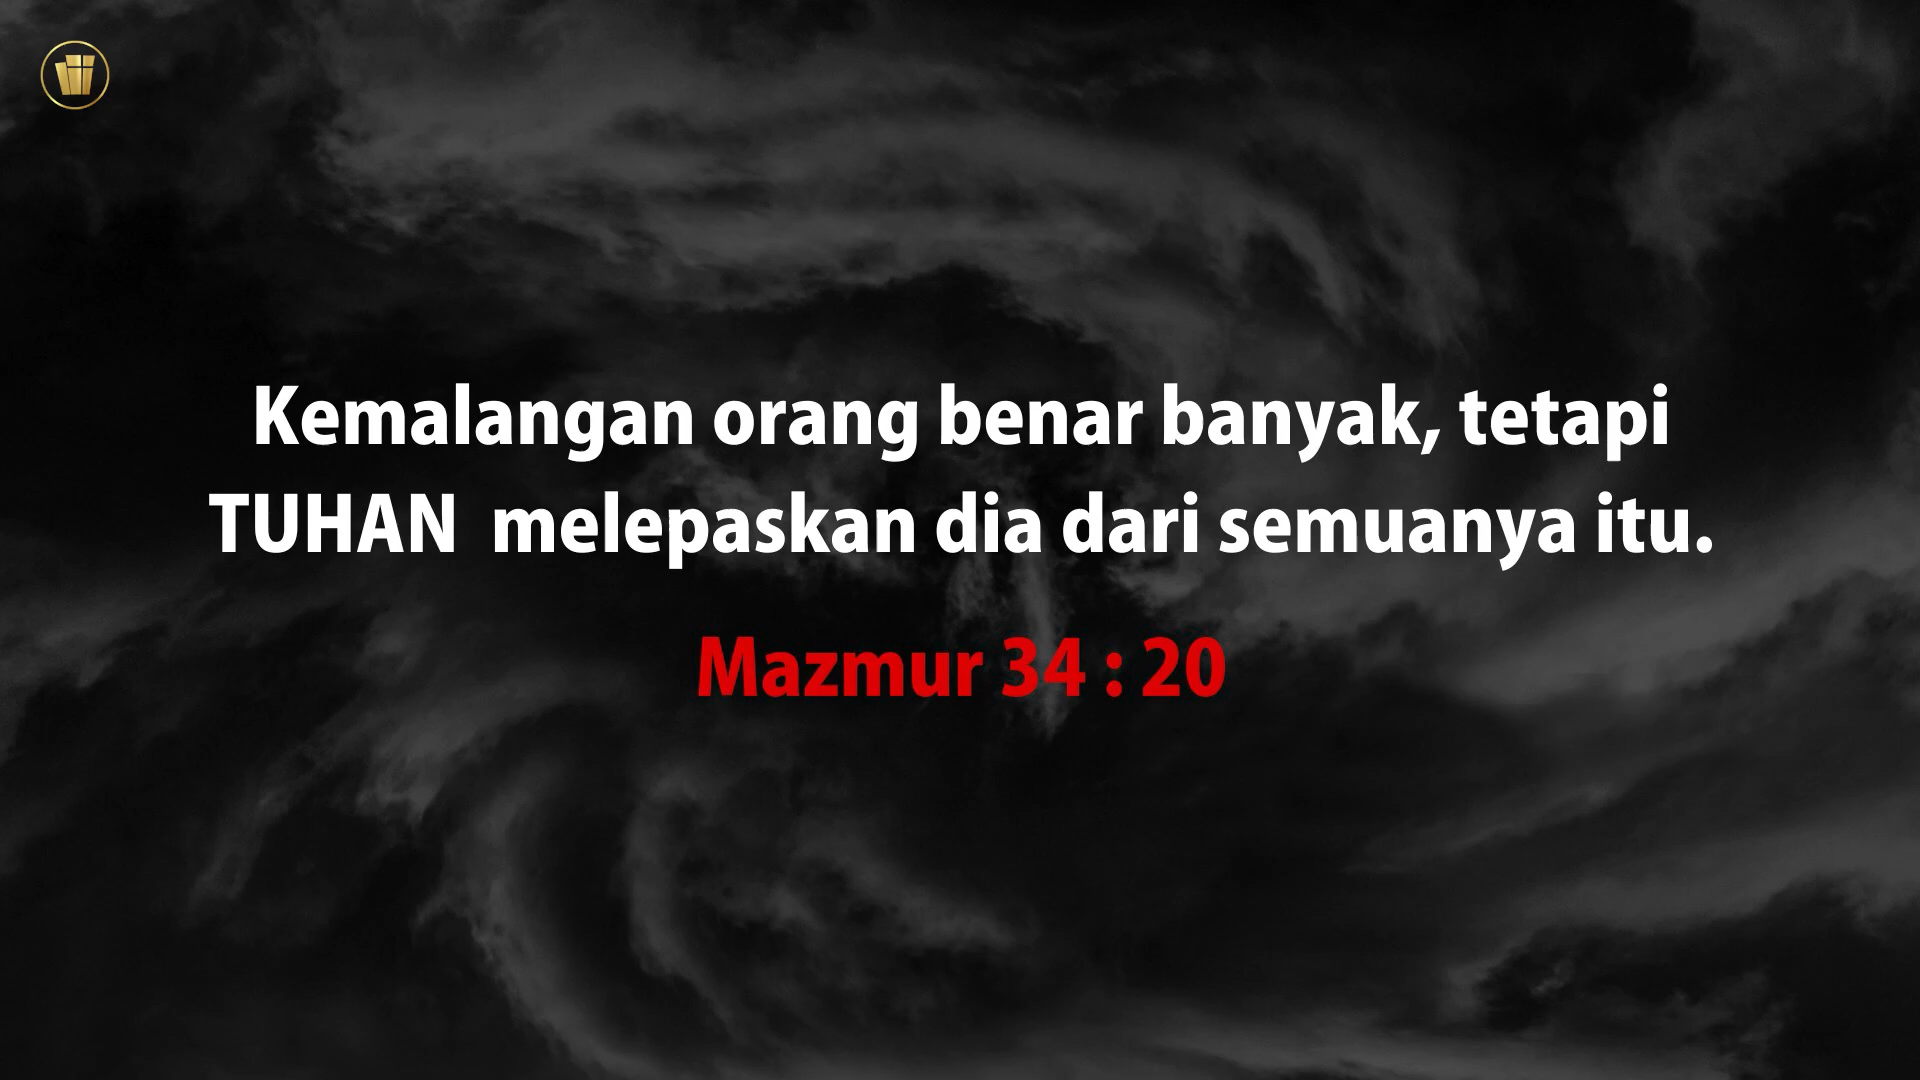 Kemalangan orang benar banyak, tetapi
TUHAN  melepaskan dia dari semuanya itu.
Mazmur 34 : 20